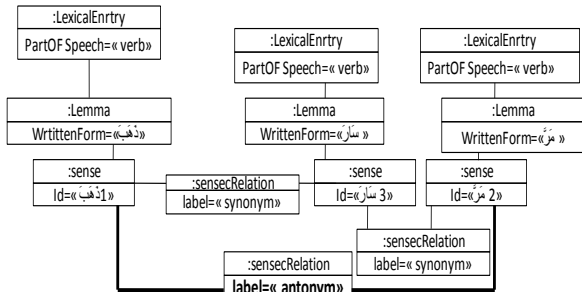 :LexicalEnrtry
PartOF Speech=« verb»
:LexicalEnrtry
PartOF Speech=« verb»
:LexicalEnrtry
PartOF Speech=« verb»
:Lemma
WrtittenForm=«ذَهَبَ»
:Lemma
WrittenForm=«سَارَ »
:Lemma
WrittenForm=«مَرَّ »
:sense
Id=«ذَهَبَ1»
:sensecRelation
label=« synonym»
:sense
Id=«سَارَ 3»
:sense
Id=«مَرَّ 2»
:sensecRelation
label=« synonym»
:sensecRelation
label=« antonym»